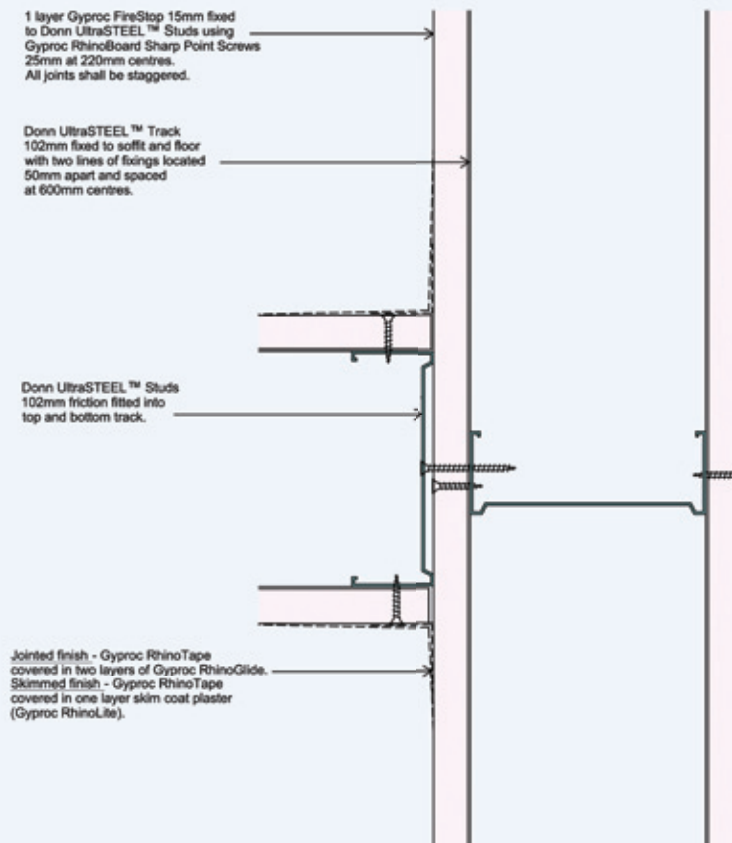 1 layer Gyproc FireStop 15mm fixed
to Donn UltraSTEEL™ Studs using
Gyproc RhinoBoard Sharp Point Screws
25mm at 220mm centres.
All joints shall be staggered.
Donn UltraSTEEL™ Track
102mm fixed to soffit and floor
with two lines of fixings located
50mm apart and spaced
at 600mm centres.
Donn UltraSTEEL™ Studs
102mm friction fitted into
top and bottom track.
Jointed finish - Gyproc RhinoTape
covered in two layers of Gyproc RhinoGlide.
Skimmed finish - Gyproc RhinoTape
covered in one layer skim coat plaster
(Gyproc RhinoLite).